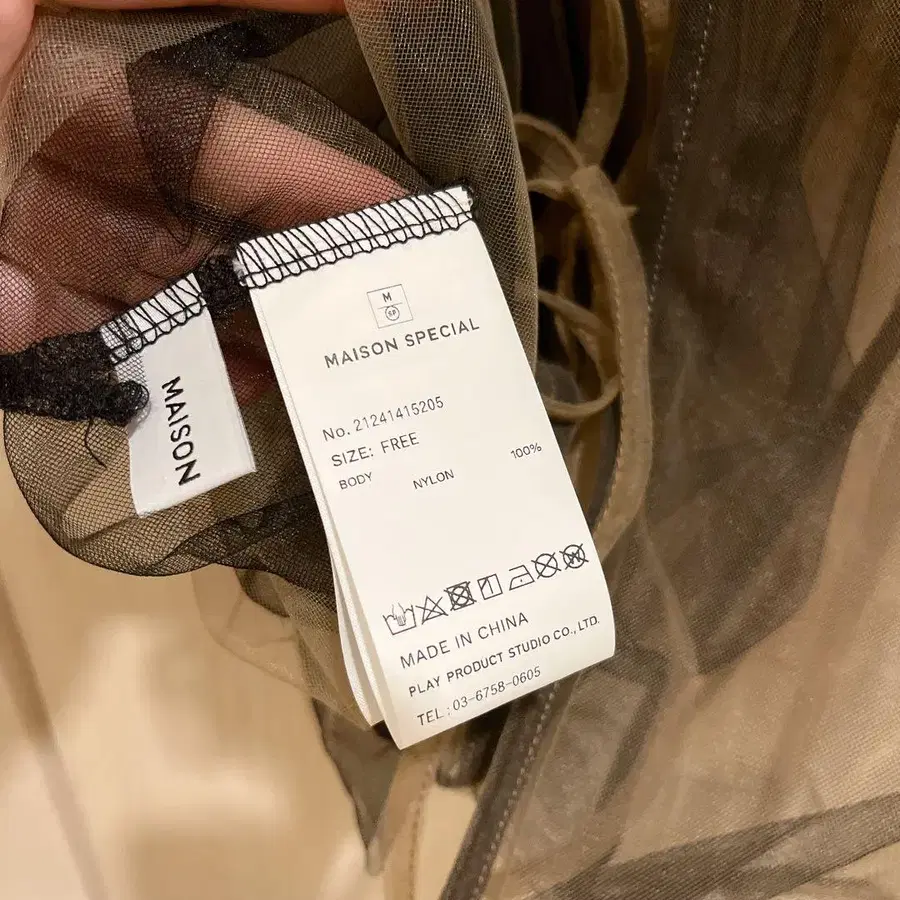 MAISON
M
SP
MAISON SPECIAL
No. 21241415205
SIZE: FREE
BODY NYLON 100%
MADE IN CHINA
PLAY PRODUCT STUDIO CO., LTD.
TEL ; 03-6758-0605